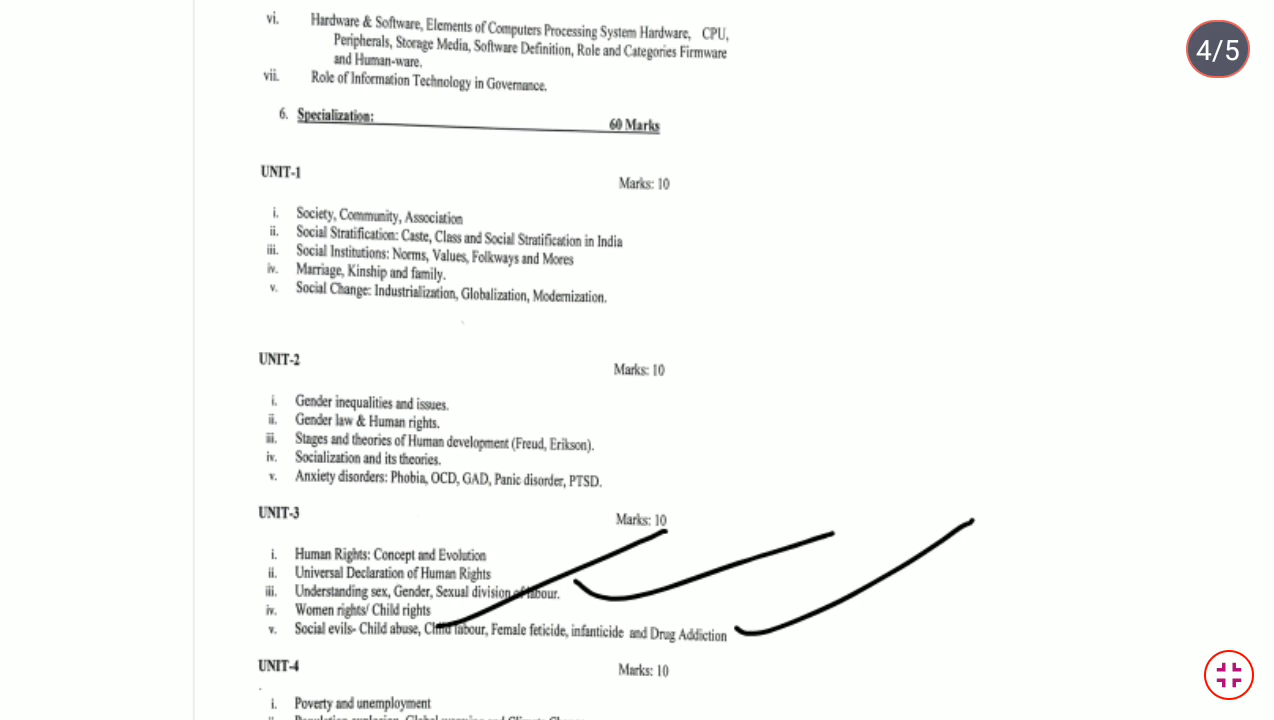 4/5
vi. Hardware & Software, Elements of Computers Processing System Hardware, CPU,
Peripherals, Storage Media, Software Definition, Role and Categories Firmware
and Human-ware.
vii. Role of Information Technology in Governance.
6. Specialization: 60 Marks
UNIT-1
Marks: 10
i. Society, Community, Association
ii. Social Stratification: Caste, Class and Social Stratification in India
iii. Social Institutions: Norms, Values, Folkways and Mores
iv. Marriage, Kinship and family.
v. Social Change: Industrialization, Globalization, Modernization.
UNIT-2
Marks: 10
i. Gender inequalities and issues.
ii. Gender law & Human rights.
iii. Stages and theories of Human development (Freud, Erikson).
iv. Socialization and its theories.
v. Anxiety disorders: Phobia, OCD, GAD, Panic disorder, PTSD.
UNIT-3
Marks: 10
i. Human Rights: Concept and Evolution
ii. Universal Declaration of Human Rights
iii. Understanding sex, Gender, Sexual division of labour.
iv. Women rights/ Child rights
v. Social evils- Child abuse, Child labour, Female feticide, infanticide and Drug Addiction
UNIT-4
Marks: 10
i. Poverty and unemployment
ii. Population explosion, Global warming and Climate Change